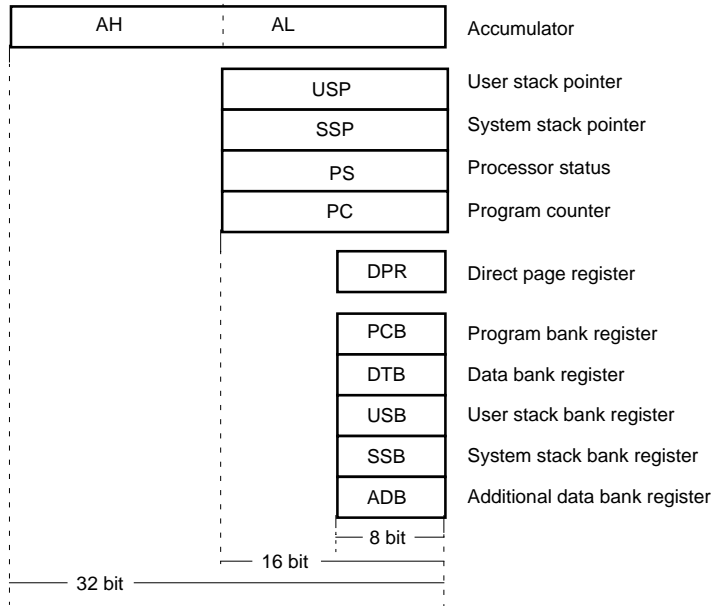 AH AL Accumulator
USP User stack pointer
SSP System stack pointer
PS Processor status
PC Program counter
DPR Direct page register
PCB Program bank register
DTB Data bank register
USB User stack bank register
SSB System stack bank register
ADB Additional data bank register
8 bit
16 bit
32 bit